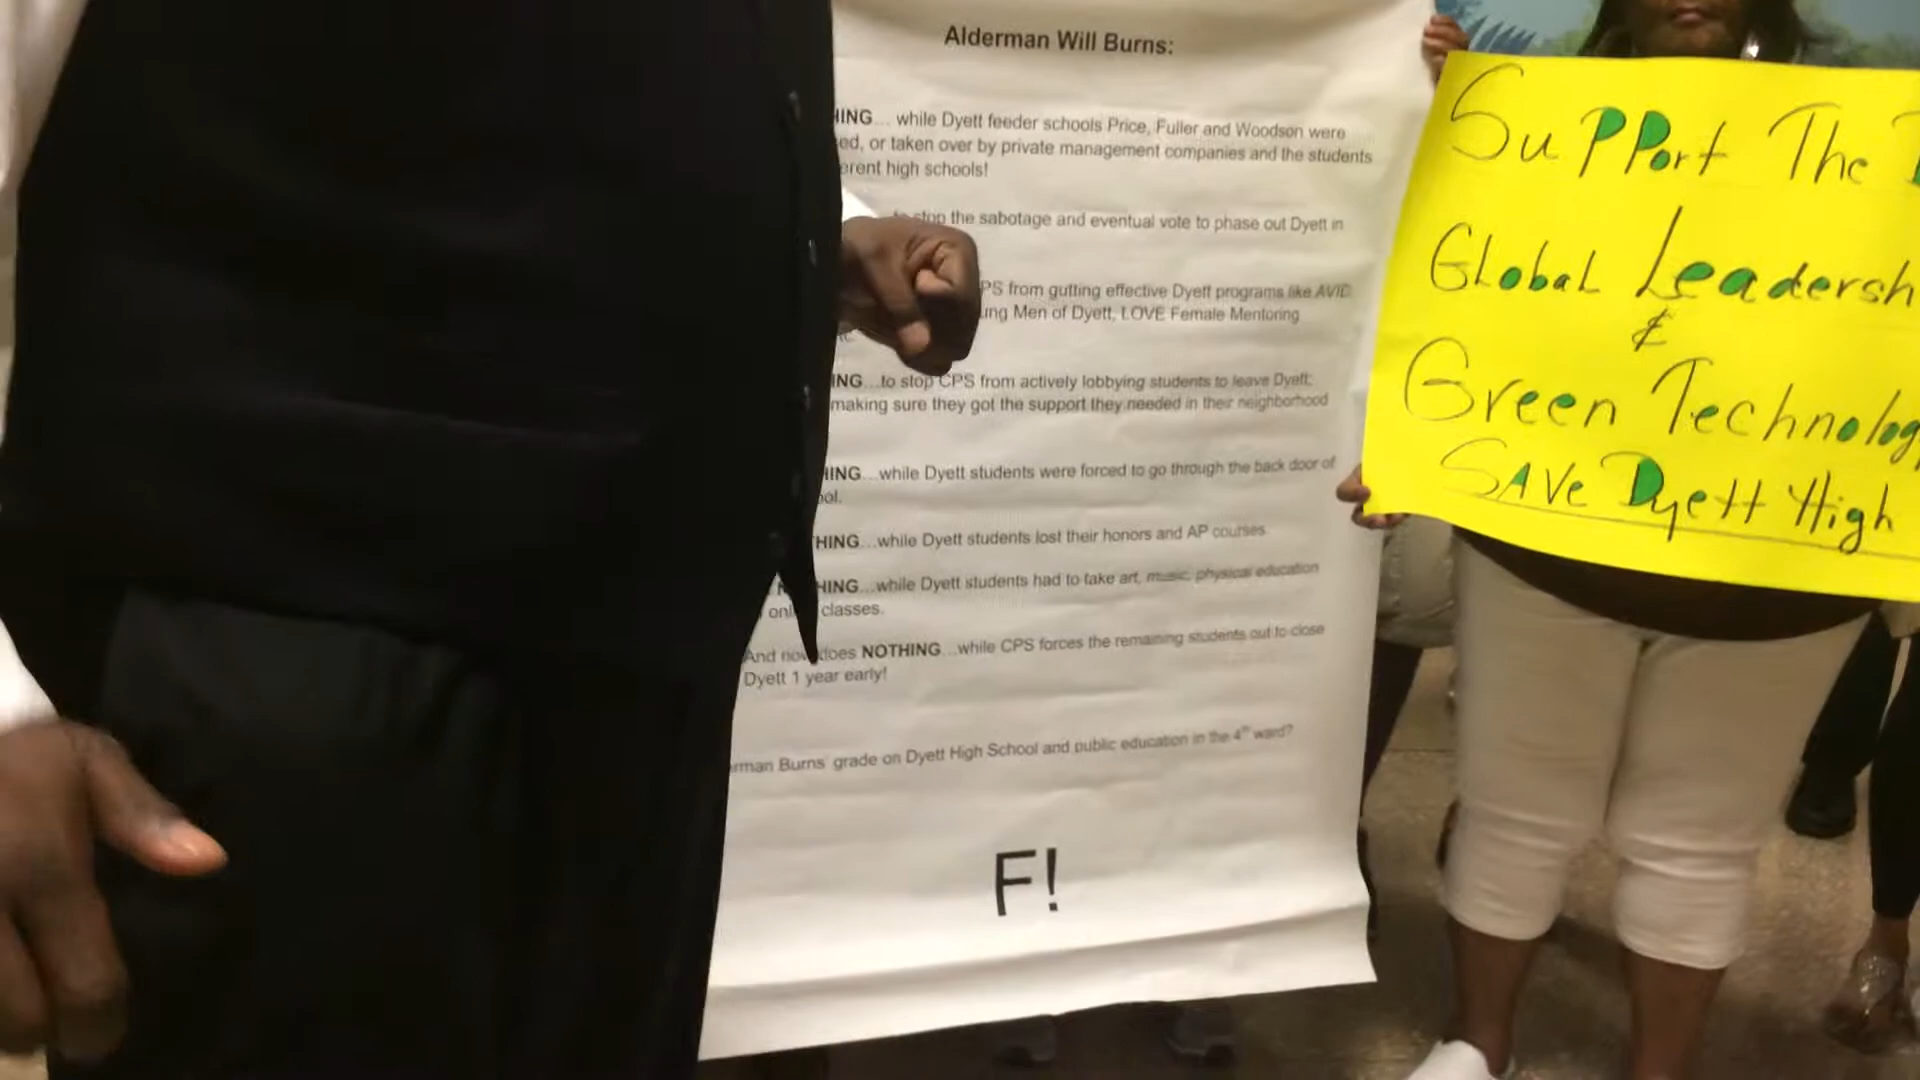 Alderman Will Burns:
HING... while Dyett feeder schools Price, Fuller and Woodson were
ed, or taken over by private management companies and the students
erent high schools!
to stop the sabotage and eventual vote to phase out Dyett in
PS from gutting effective Dyett programs like AVID
ung Men of Dyett, LOVE Female Mentoring
ING...to stop CPS from actively lobbying students to leave Dyett;
making sure they got the support they needed in their neighborhood
HING...while Dyett students were forced to go through the back door of
ool.
THING...while Dyett students lost their honors and AP courses
HING...while Dyett students had to take art, music, physical education
classes.
And now does NOTHING...while CPS forces the remaining students out to close
Dyett 1 year early!
erman Burns' grade on Dyett High School and public education in the 4th ward?
F!
Support The
Global Leadersh
&
Green Technology
SAVE Dyett High